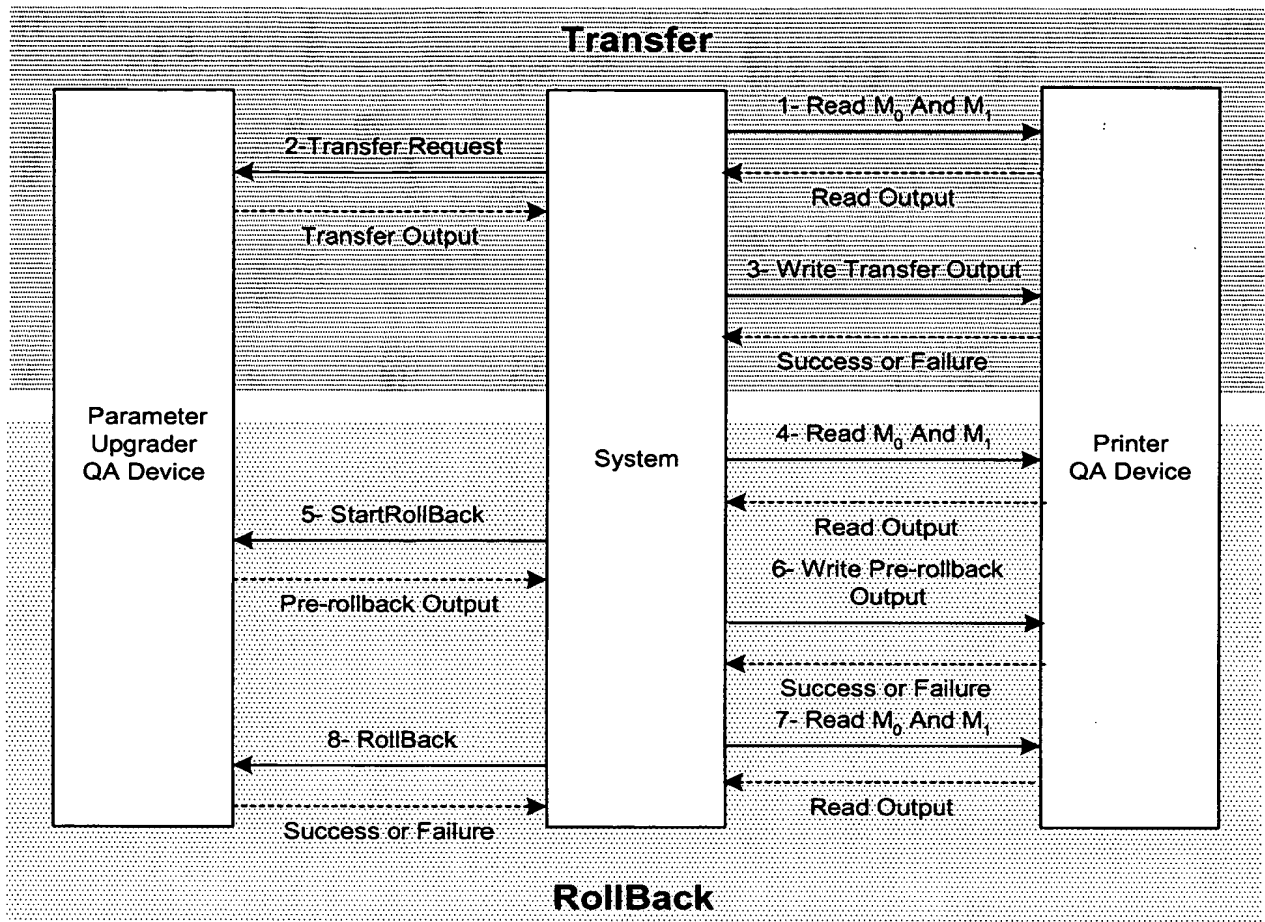 Transfer
1- Read M0 And M1
2-Transfer Request
Read Output
Transfer Output
3- Write Transfer Output
Success or Failure
Parameter
Upgrader
QA Device
System
Printer
QA Device
4- Read M0 And M1
Read Output
5- StartRollBack
Pre-rollback Output
6- Write Pre-rollback
Output
Success or Failure
7- Read M0 And M1
8- RollBack
Read Output
Success or Failure
RollBack